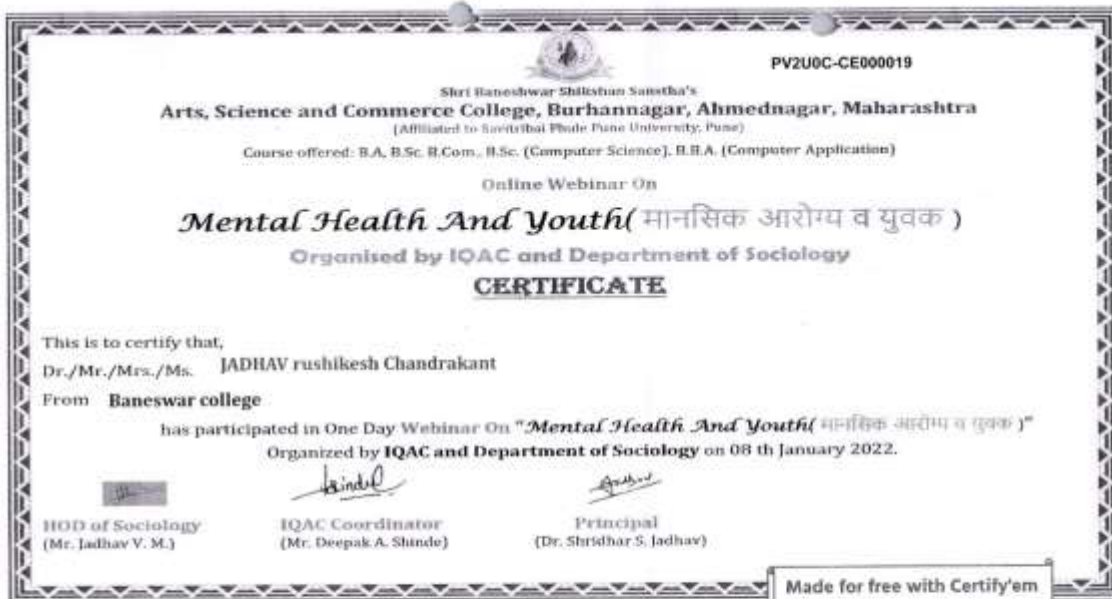 PV2U0C-CE000019
Shri Baneshwar Shikshan Sanstha's
Arts, Science and Commerce College, Burhannagar, Ahmednagar, Maharashtra
(Affiliated to Savitribai Phule Pune University, Pune)
Course offered: B.A, B.Sc, B.Com., B.Sc. (Computer Science), B.B.A. (Computer Application)
Online Webinar On
Mental Health And Youth( मानसिक आरोग्य व युवक )
Organised by IQAC and Department of Sociology
CERTIFICATE
This is to certify that,
Dr./Mr./Mrs./Ms. JADHAV rushikesh Chandrakant
From Baneswar college
has participated in One Day Webinar On "Mental Health And Youth( मानसिक आरोग्य व युवक )"
Organized by IQAC and Department of Sociology on 08 th January 2022.
HOD of Sociology IQAC Coordinator Principal
(Mr. Jadhav V. M.) (Mr. Deepak A. Shinde) (Dr. Shridhar S. Jadhav)
Made for free with Certify'em